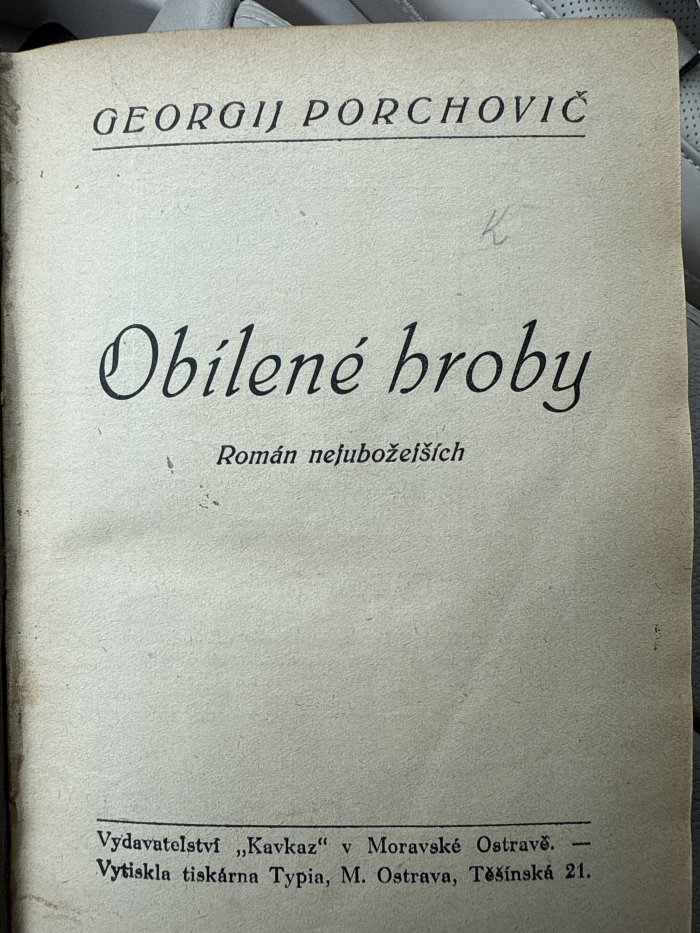 GEORGIJ PORCHOVIČ
K
Obílené hroby
Román nejubožejších
Vydavatelství „Kavkaz“ v Moravské Ostravě. —
Vytiskla tiskárna Typia, M. Ostrava, Těšínská 21.